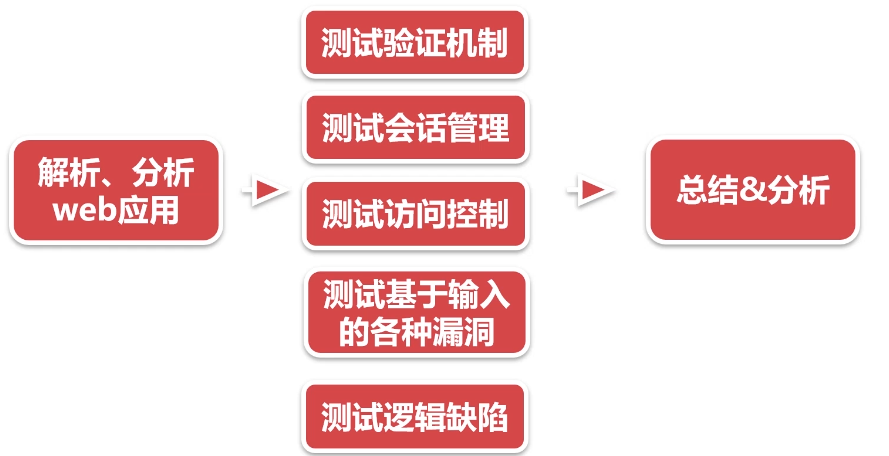 解析、分析
web应用
测试验证机制
测试会话管理
测试访问控制
测试基于输入
的各种漏洞
测试逻辑缺陷
总结&分析